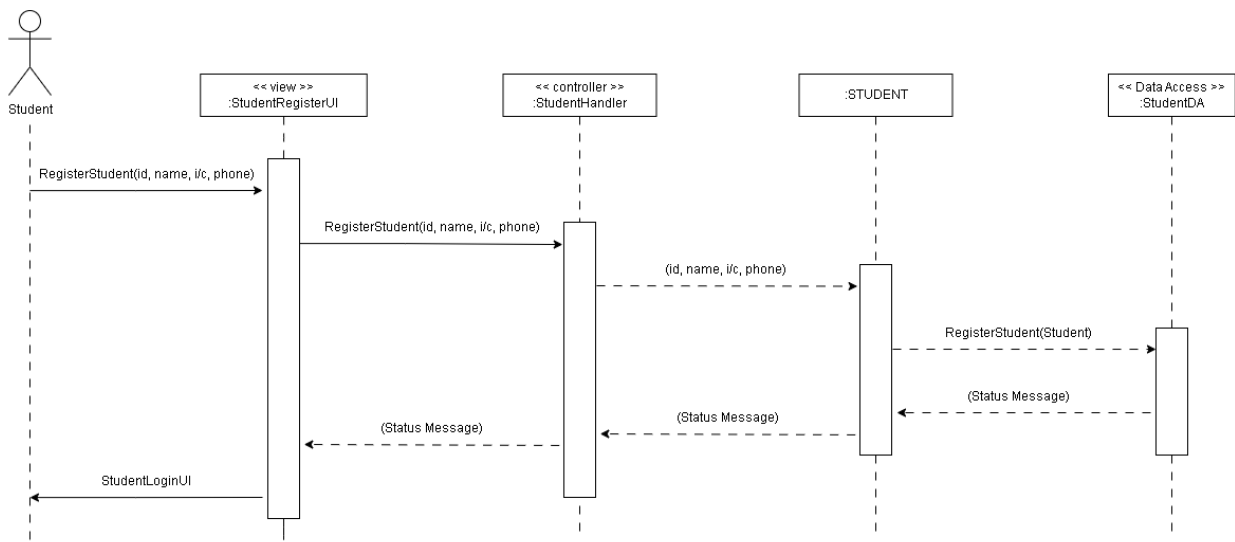 Student
<< view >>
:StudentRegisterUI
<< controller >>
:StudentHandler
:STUDENT
<< Data Access >>
:StudentDA
RegisterStudent(id, name, i/c, phone)
RegisterStudent(id, name, i/c, phone)
(id, name, i/c, phone)
RegisterStudent(Student)
(Status Message)
(Status Message)
(Status Message)
StudentLoginUI